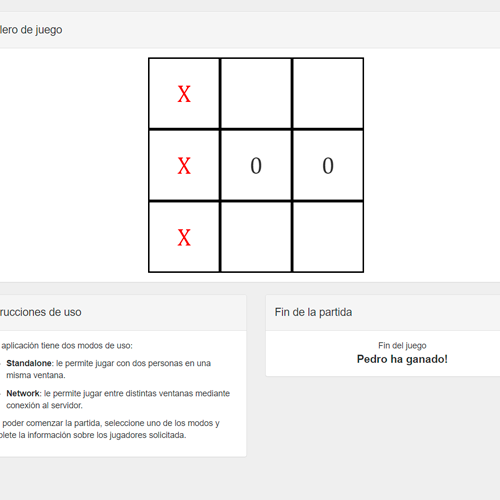 lero de juego
X
X O O
X
rucciones de uso
aplicación tiene dos modos de uso:
Standalone: le permite jugar con dos personas en una
misma ventana.
Network: le permite jugar entre distintas ventanas mediante
conexión al servidor.
poder comenzar la partida, seleccione uno de los modos y
plete la información sobre los jugadores solicitada.
Fin de la partida
Fin del juego
Pedro ha ganado!